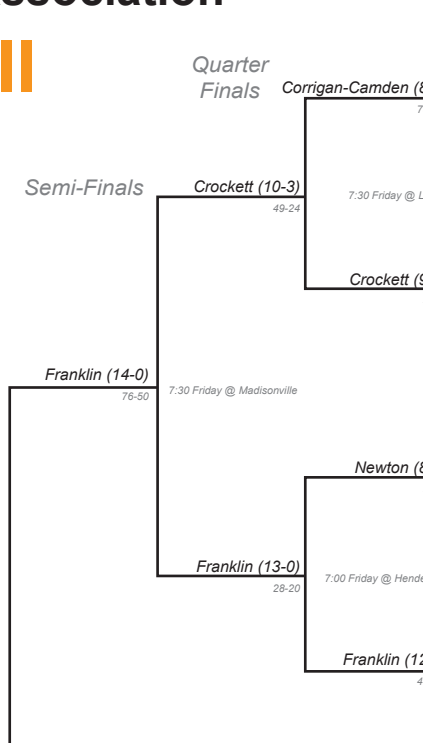 Quarter
Finals
Corrigan-Camden (8
7
Semi-Finals
Crockett (10-3)
49-24
7:30 Friday @ L
Crockett (9
Franklin (14-0)
76-50
7:30 Friday @ Madisonville
Newton (8
Franklin (13-0)
28-20
7:00 Friday @ Hende
Franklin (12
4